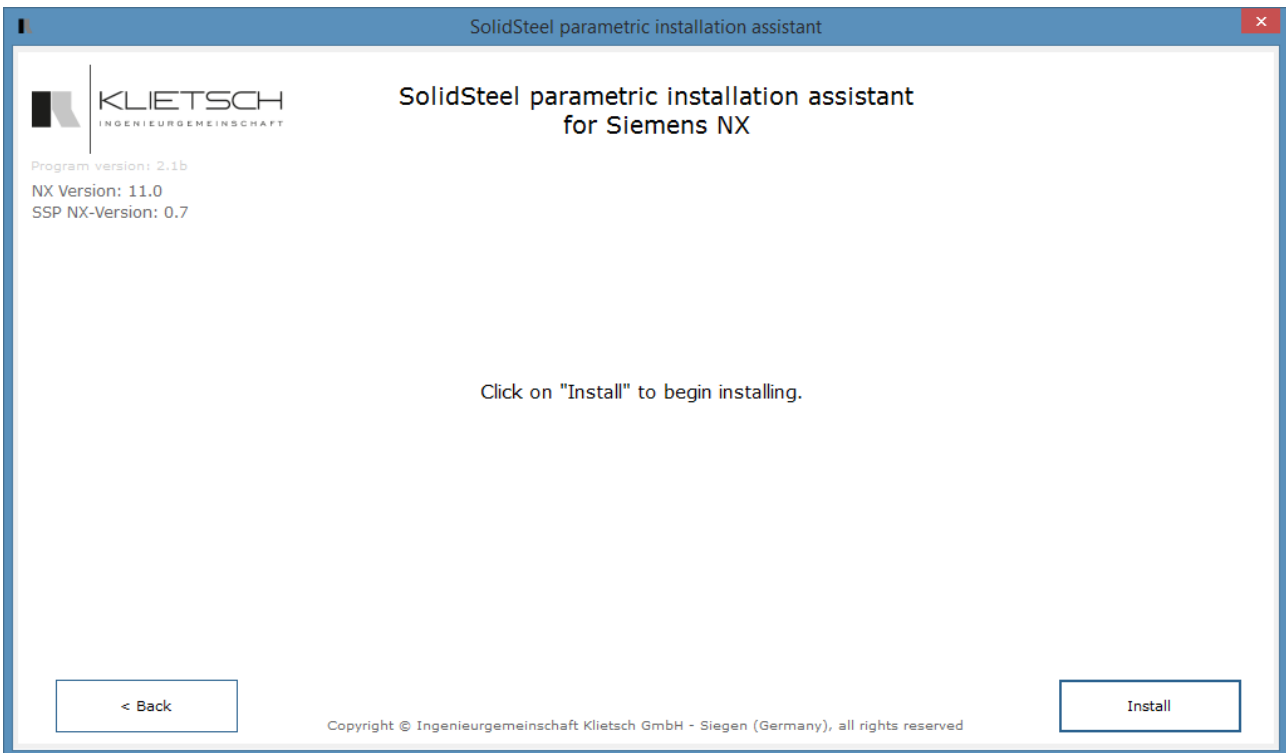 SolidSteel parametric installation assistant
KLIETSCH
INGENIEURGEMEINSCHAFT
SolidSteel parametric installation assistant
for Siemens NX
Program version: 2.1b
NX Version: 11.0
SSP NX-Version: 0.7
Click on "Install" to begin installing.
< Back
Copyright © Ingenieurgemeinschaft Klietsch GmbH - Siegen (Germany), all rights reserved
Install